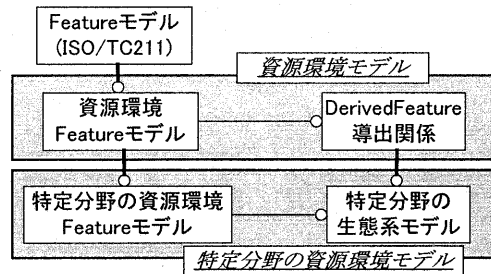 Featureモデル
(ISO/TC211)
資源環境モデル
資源環境
Featureモデル
DerivedFeature
導出関係
特定分野の資源環境
Featureモデル
特定分野の
生態系モデル
特定分野の資源環境モデル